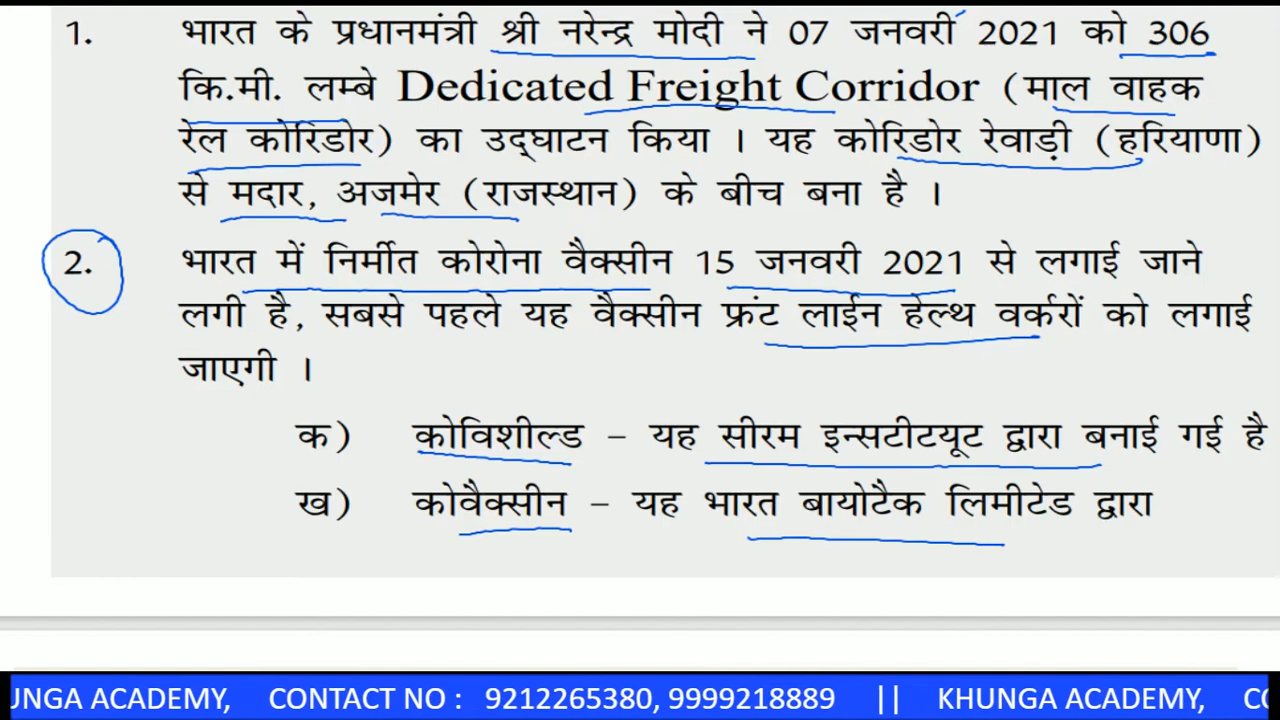 1. भारत के प्रधानमंत्री श्री नरेन्द्र मोदी ने 07 जनवरी 2021 को 306
कि.मी. लम्बे Dedicated Freight Corridor (माल वाहक
रेल कोरिडोर) का उद्घाटन किया । यह कोरिडोर रेवाड़ी (हरियाणा)
से मदार, अजमेर (राजस्थान) के बीच बना है ।
2. भारत में निर्मीत कोरोना वैक्सीन 15 जनवरी 2021 से लगाई जाने
लगी है, सबसे पहले यह वैक्सीन फ्रंट लाईन हेल्थ वर्करों को लगाई
जाएगी ।
क) कोविशील्ड – यह सीरम इन्सटीटयूट द्वारा बनाई गई है
ख) कोवैक्सीन – यह भारत बायोटैक लिमीटेड द्वारा
UNGA ACADEMY, CONTACT NO : 9212265380, 9999218889 || KHUNGA ACADEMY, CO